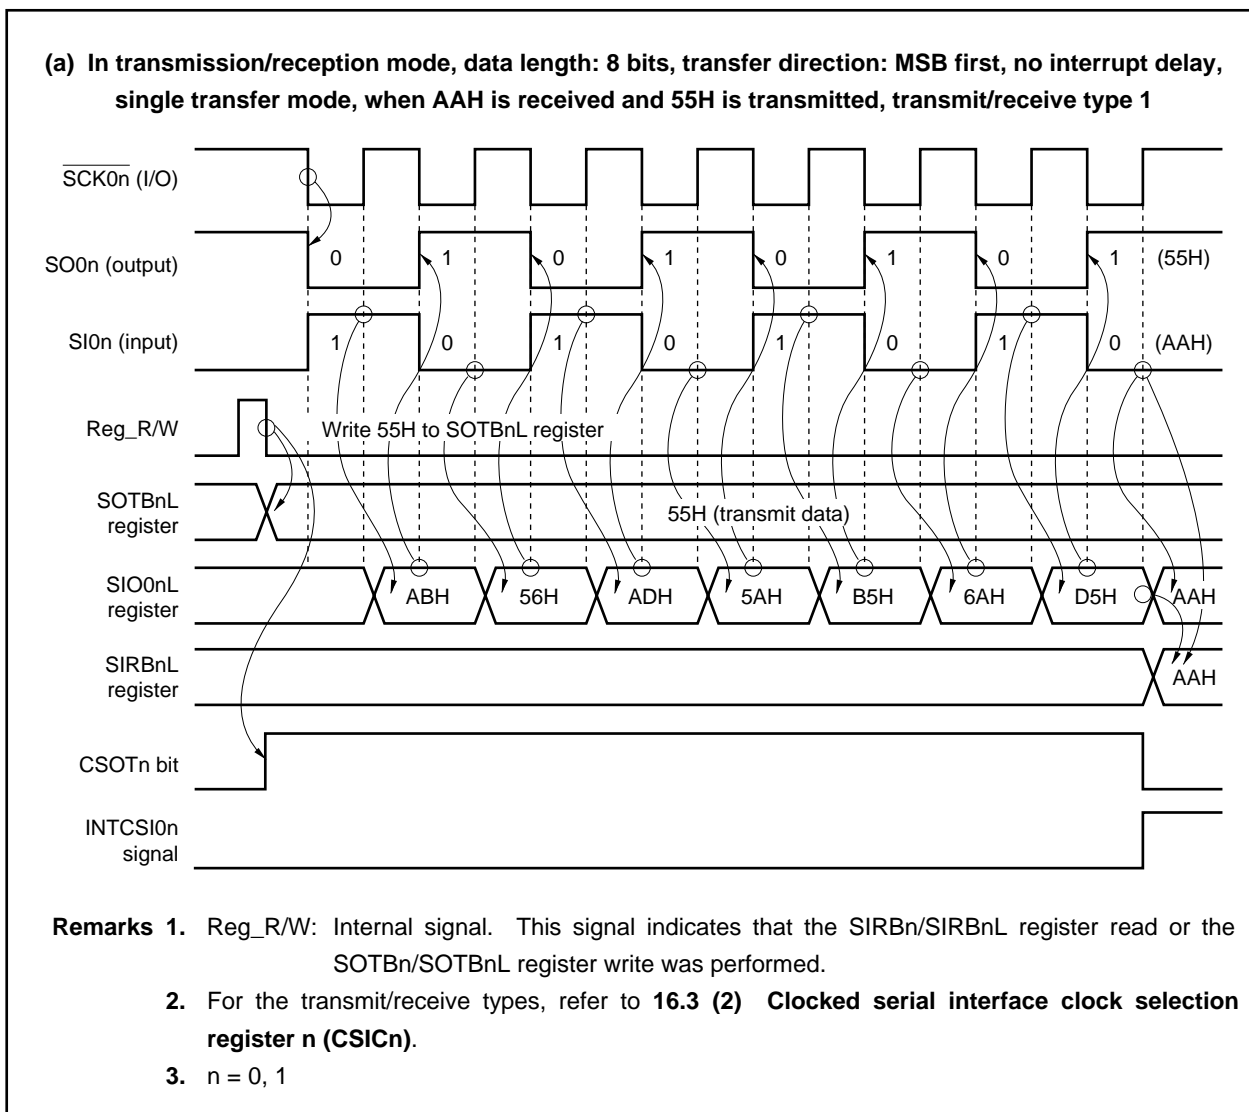 (a) In transmission/reception mode, data length: 8 bits, transfer direction: MSB first, no interrupt delay,
single transfer mode, when AAH is received and 55H is transmitted, transmit/receive type 1
SCK0n (I/O)
SO0n (output) 0 1 0 1 0 1 0 1 (55H)
SI0n (input) 1 0 1 0 1 0 1 0 (AAH)
Reg_R/W Write 55H to SOTBnL register
SOTBnL
register
55H (transmit data)
SIO0nL
register
ABH 56H ADH 5AH B5H 6AH D5H AAH
SIRBnL
register
AAH
CSOTn bit
INTCSI0n
signal
Remarks 1. Reg_R/W: Internal signal. This signal indicates that the SIRBn/SIRBnL register read or the
SOTBn/SOTBnL register write was performed.
2. For the transmit/receive types, refer to 16.3 (2) Clocked serial interface clock selection
register n (CSICn).
3. n = 0, 1